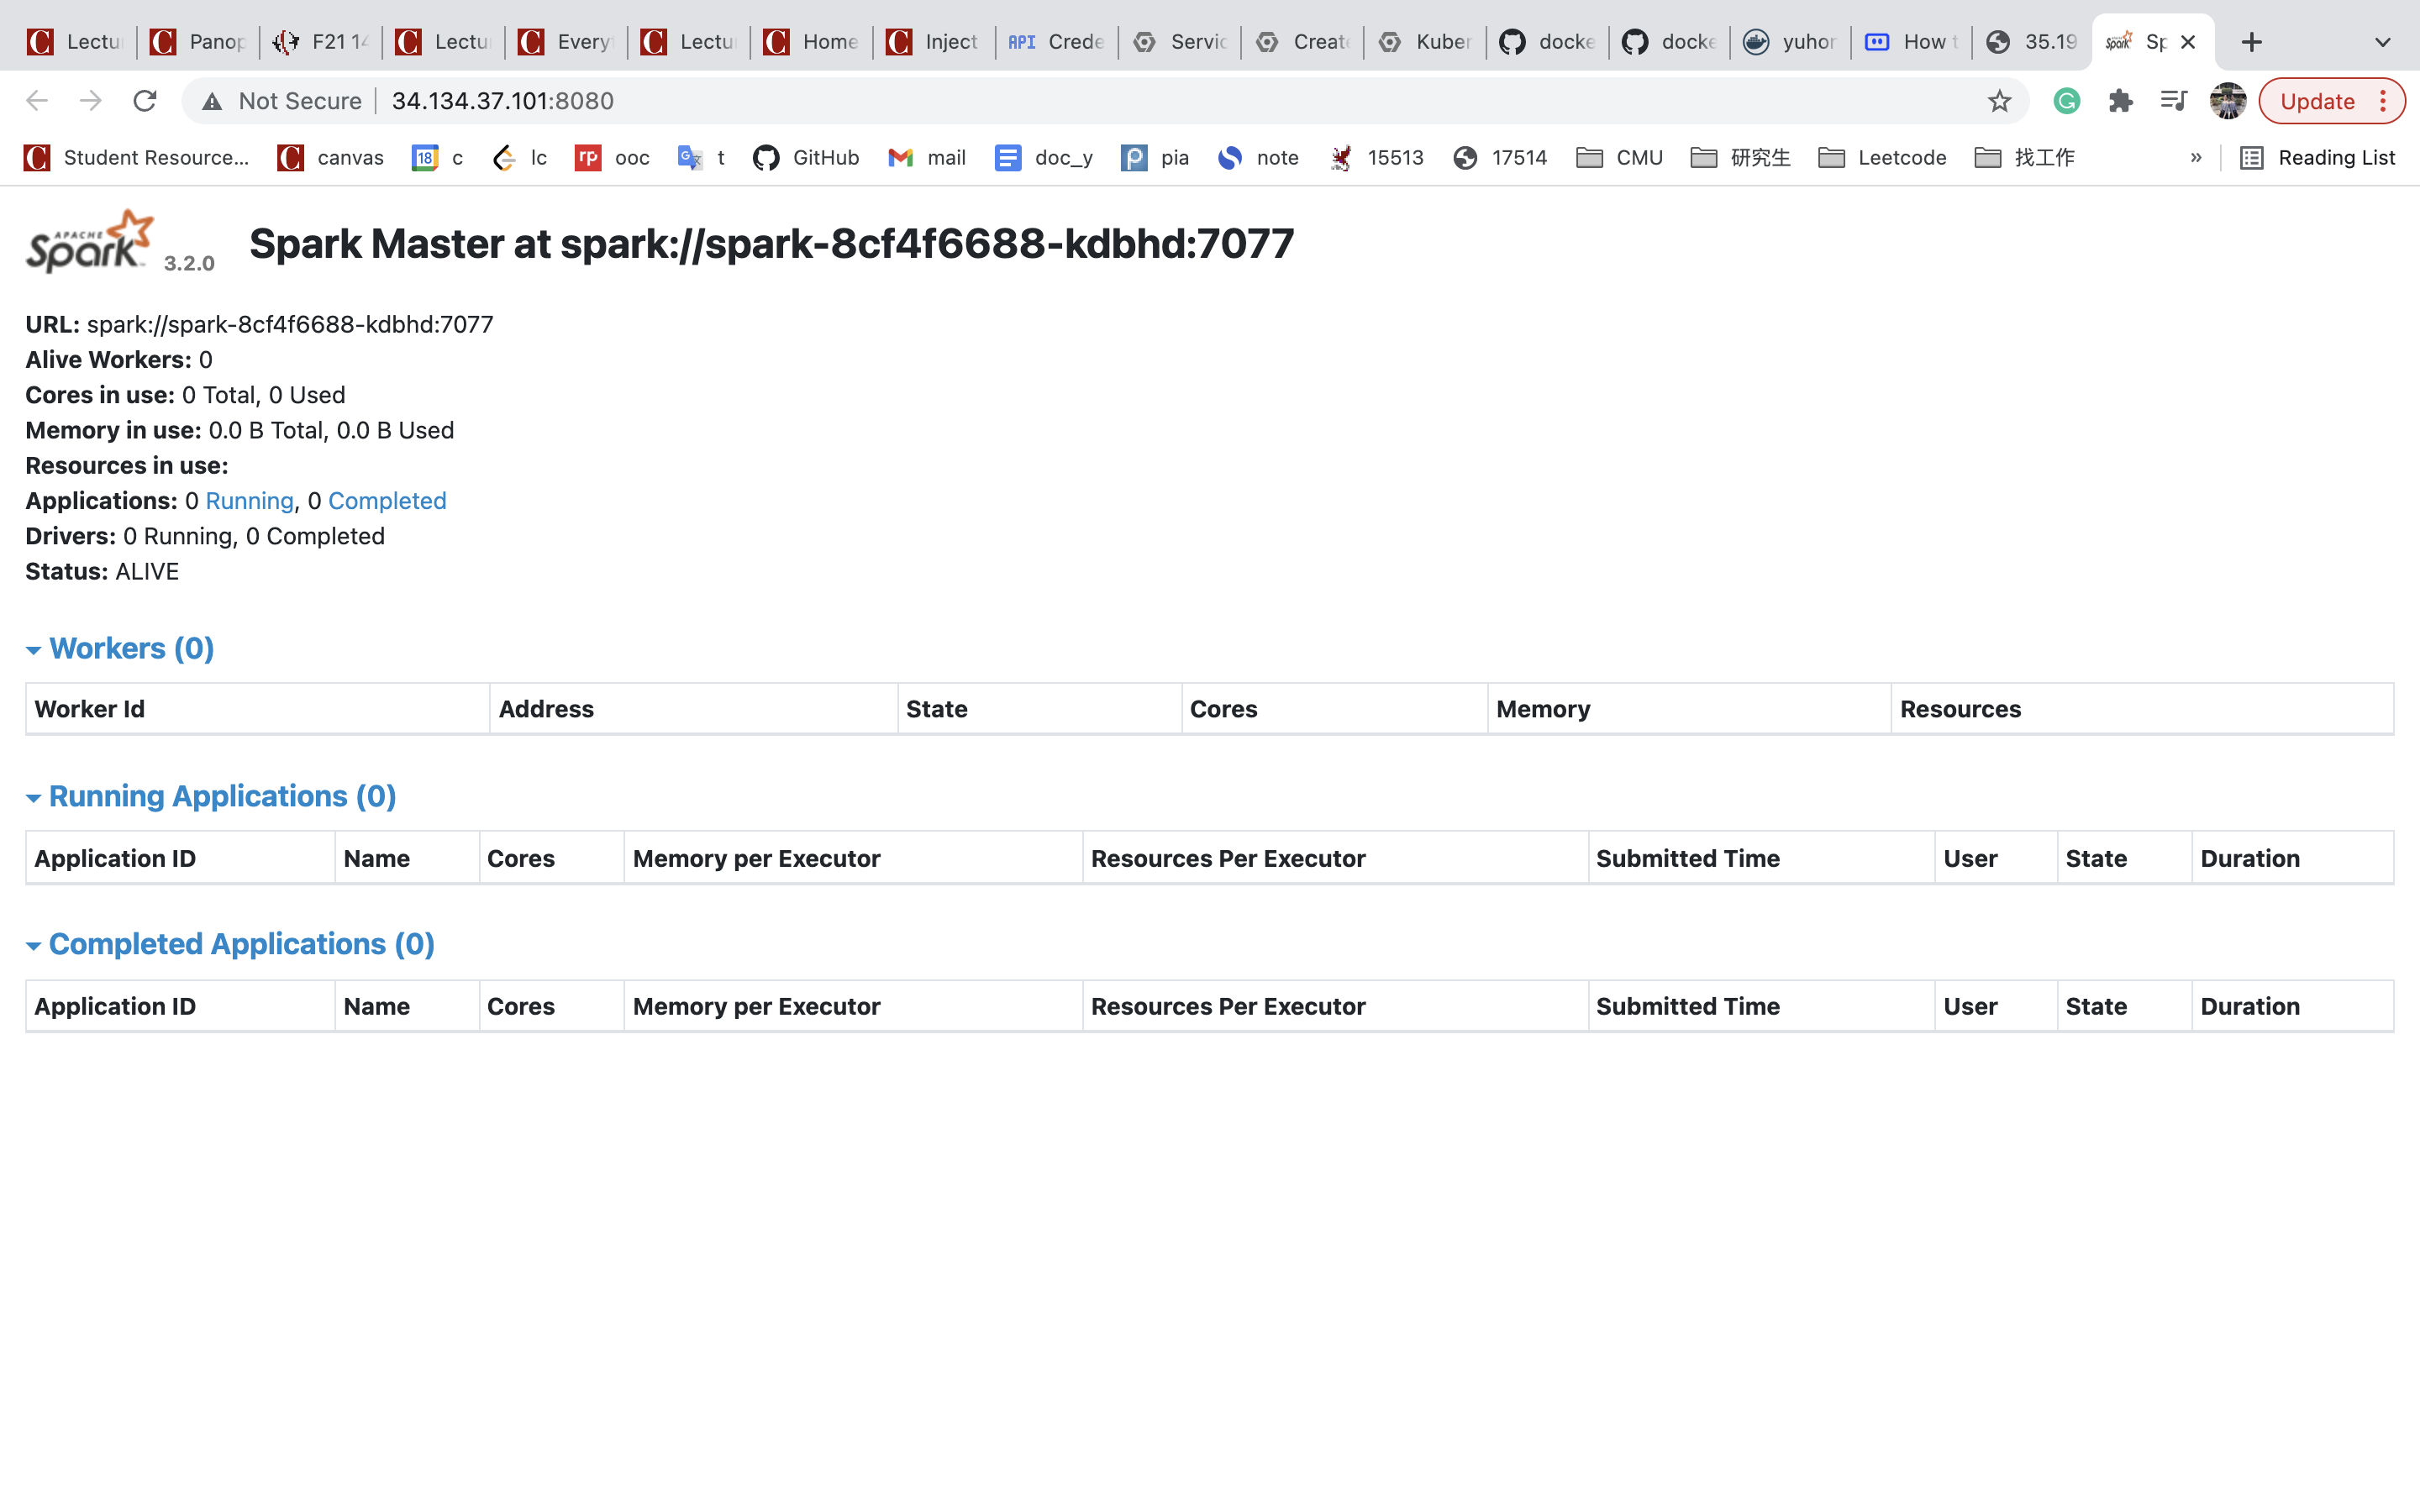 Lectu Panop F21 14 Lectu Every Lectu Home Inject API Crede Servic Create Kuber docke docke yuhor How t 35.19 Spark Sp
Not Secure 34.134.37.101:8080 Update
Student Resource... canvas 18 c lc rp ooc t GitHub mail doc_y pia note 15513 17514 CMU 研究生 Leetcode 找工作 » Reading List
APACHE Spark 3.2.0 Spark Master at spark://spark-8cf4f6688-kdbhd:7077
URL: spark://spark-8cf4f6688-kdbhd:7077
Alive Workers: 0
Cores in use: 0 Total, 0 Used
Memory in use: 0.0 B Total, 0.0 B Used
Resources in use:
Applications: 0 Running, 0 Completed
Drivers: 0 Running, 0 Completed
Status: ALIVE
Workers (0)
Worker Id Address State Cores Memory Resources
Running Applications (0)
Application ID Name Cores Memory per Executor Resources Per Executor Submitted Time User State Duration
Completed Applications (0)
Application ID Name Cores Memory per Executor Resources Per Executor Submitted Time User State Duration